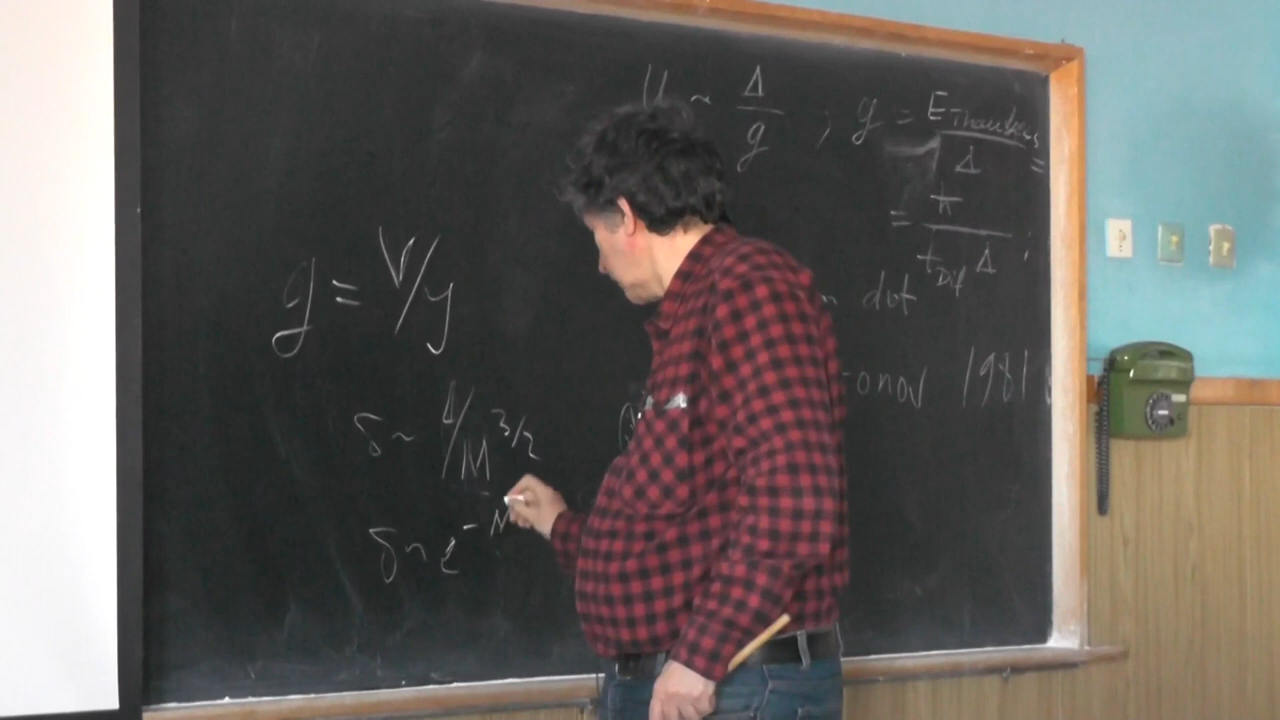 ~ Δ/g ; g = E_Thouless/Δ =
= ħ/(t_Dif Δ) ;
g = V/y
dot
onov 1981
δ ~ Δ/M^3/2
δ ~ e^-N